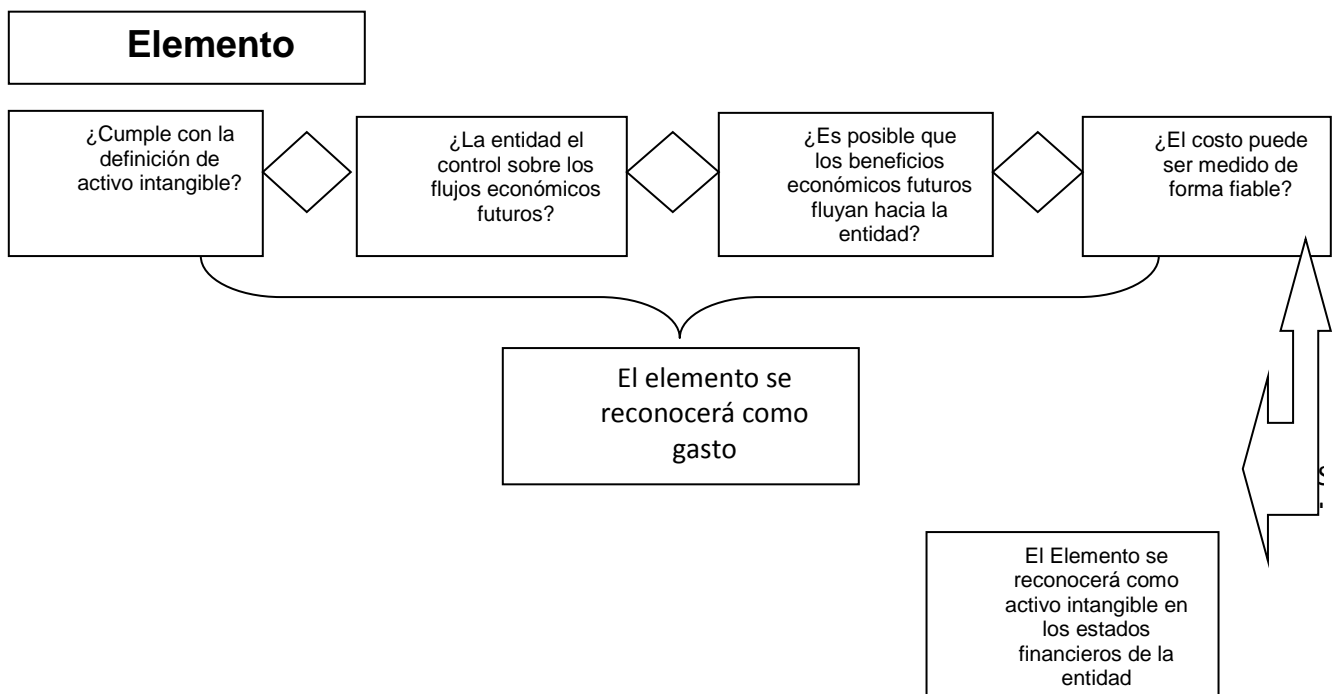 Elemento
¿Cumple con la
definición de
activo intangible?
¿La entidad el
control sobre los
flujos económicos
futuros?
¿Es posible que
los beneficios
económicos futuros
fluyan hacia la
entidad?
¿El costo puede
ser medido de
forma fiable?
El elemento se
reconocerá como
gasto
El Elemento se
reconocerá como
activo intangible en
los estados
financieros de la
entidad